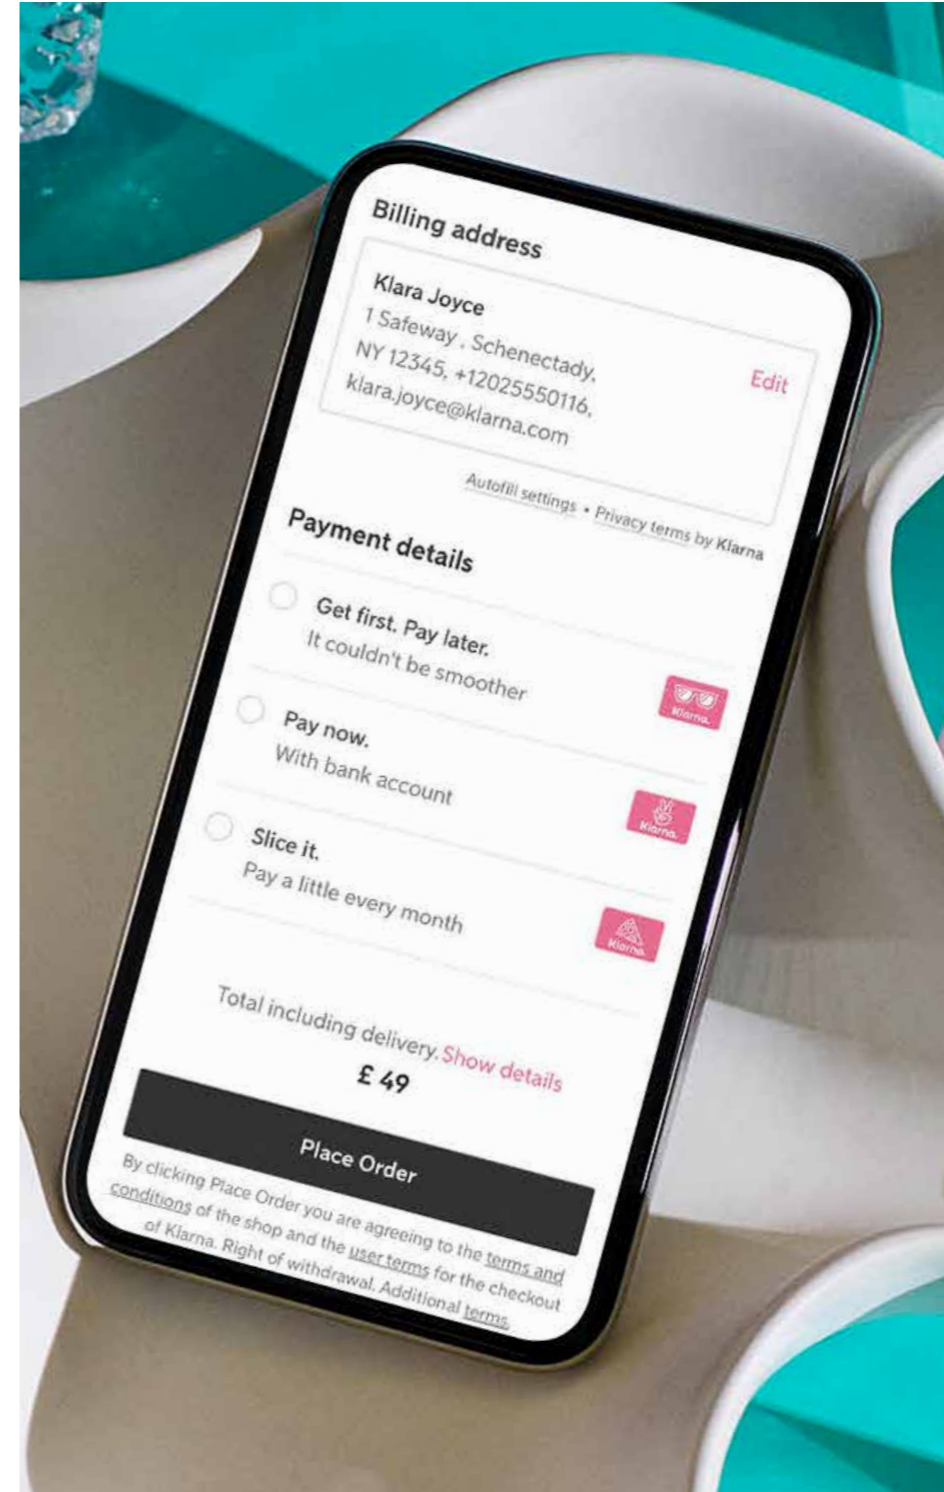 Billing address
Klara Joyce
1 Safeway , Schenectady,
NY 12345, +12025550116,
klara.joyce@klarna.com
Edit
Autofill settings • Privacy terms by Klarna
Payment details
Get first. Pay later.
It couldn't be smoother
Klarna.
Pay now.
With bank account
Klarna.
Slice it.
Pay a little every month
Klarna.
Total including delivery. Show details
£ 49
Place Order
By clicking Place Order you are agreeing to the terms and
conditions of the shop and the user terms for the checkout
of Klarna. Right of withdrawal. Additional terms.